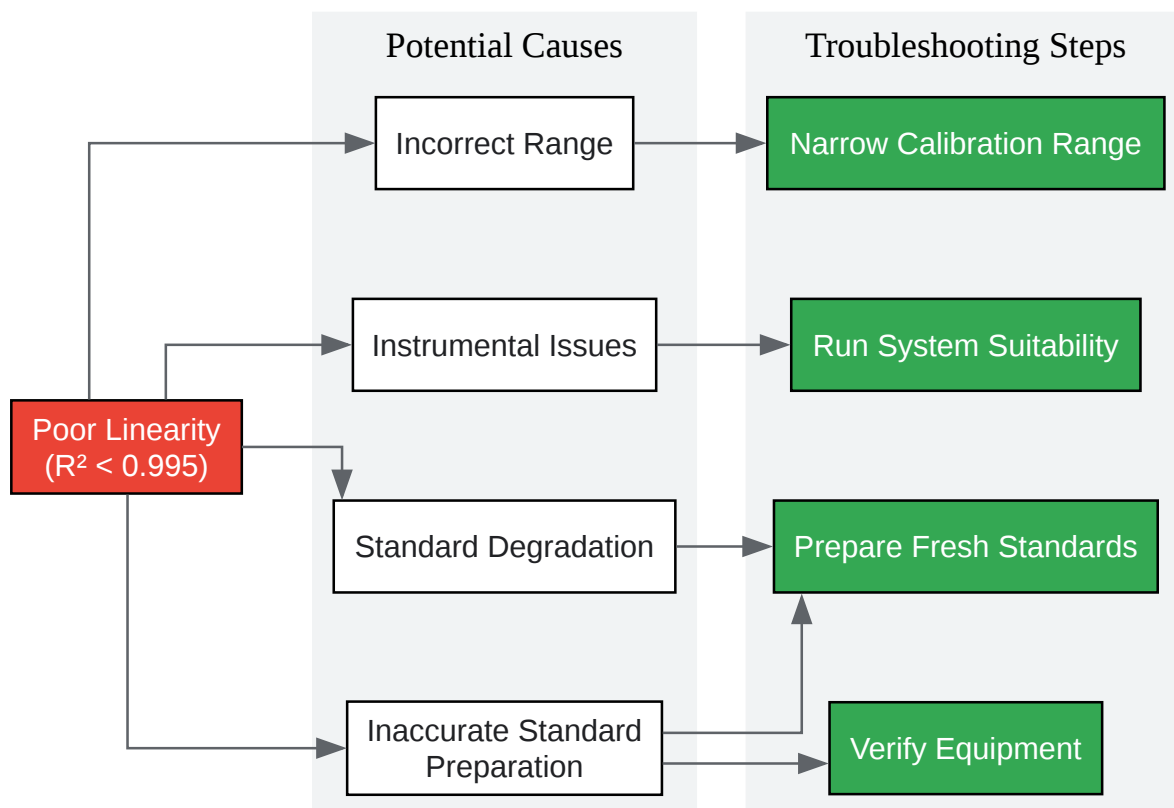 Potential Causes
Troubleshooting Steps
Incorrect Range
Narrow Calibration Range
Instrumental Issues
Run System Suitability
Poor Linearity
(R² < 0.995)
Standard Degradation
Prepare Fresh Standards
Inaccurate Standard
Preparation
Verify Equipment